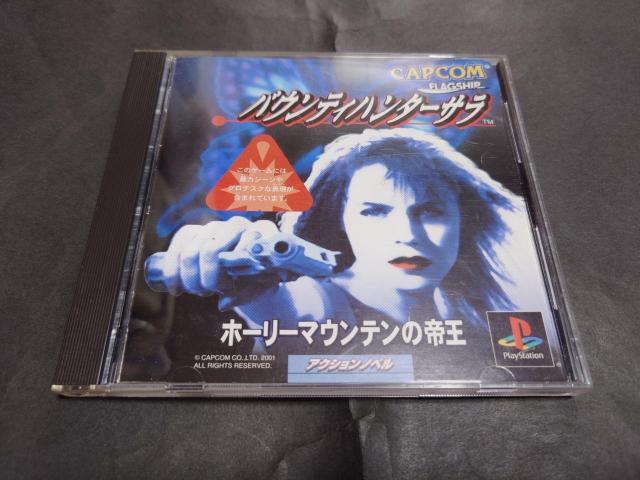 CAPCOM
FLAGSHIP
バウンティハンターサラ
TM
このゲームには
暴力シーンや
グロテスクな表現が
含まれています。
ホーリーマウンテンの帝王
© CAPCOM CO.,LTD. 2001
ALL RIGHTS RESERVED.
アクションノベル
PlayStation